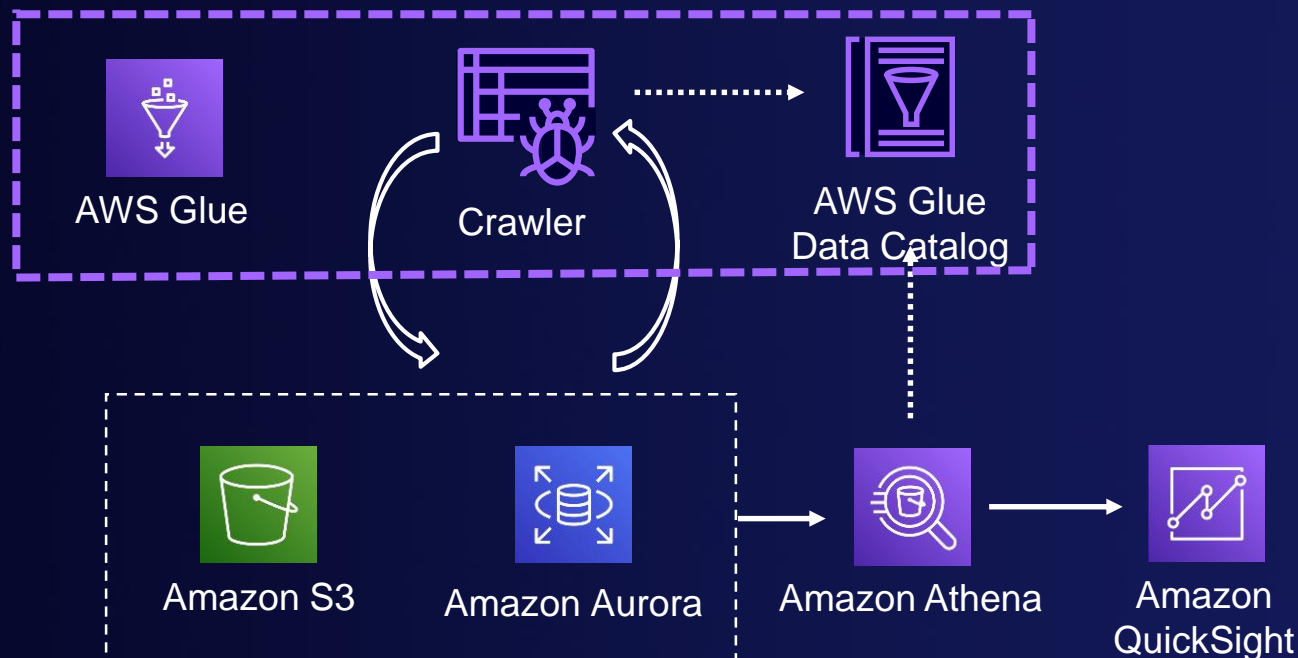 AWS Glue
Crawler
AWS Glue
Data Catalog
Amazon S3
Amazon Aurora
Amazon Athena
Amazon
QuickSight